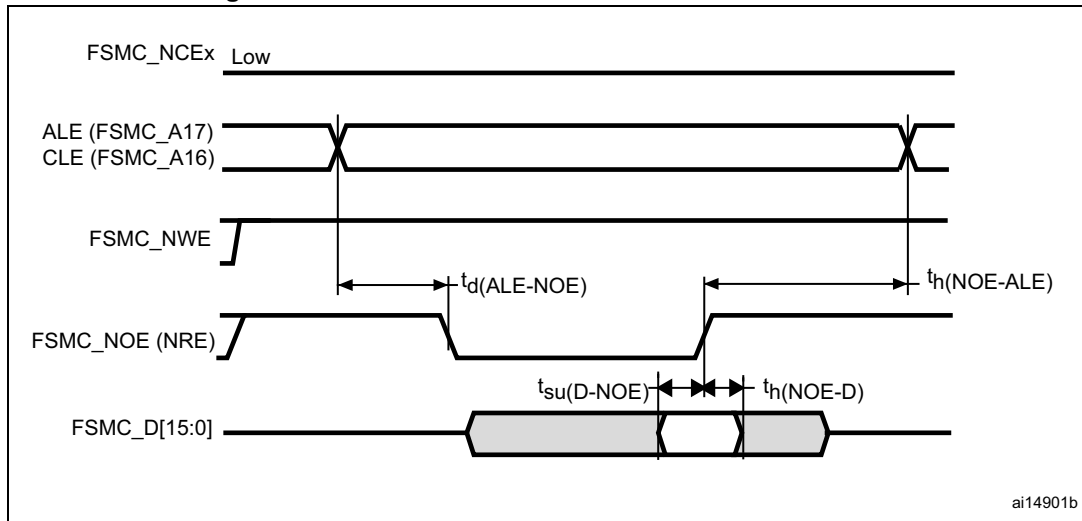 FSMC_NCEx Low
ALE (FSMC_A17)
CLE (FSMC_A16)
FSMC_NWE
td(ALE-NOE)
th(NOE-ALE)
FSMC_NOE (NRE)
tsu(D-NOE)
th(NOE-D)
FSMC_D[15:0]
ai14901b